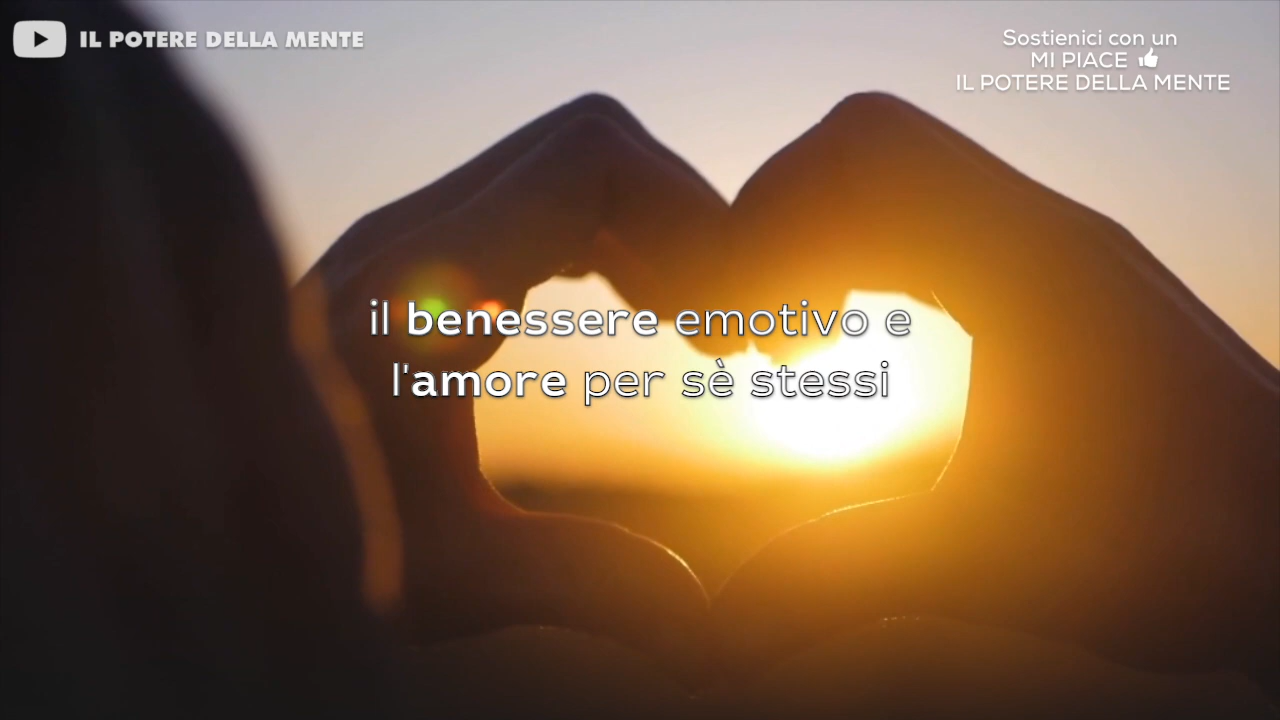 IL POTERE DELLA MENTE
Sostienici con un
MI PIACE 👍
IL POTERE DELLA MENTE
il benessere emotivo e
l'amore per sè stessi